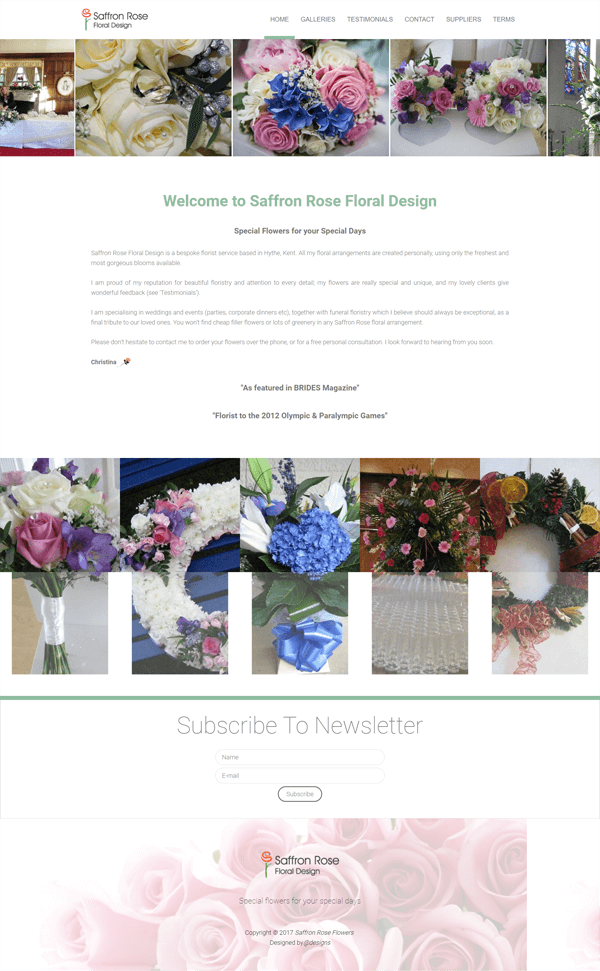 Saffron Rose
Floral Design
HOME GALLERIES TESTIMONIALS CONTACT SUPPLIERS TERMS
Welcome to Saffron Rose Floral Design
Special Flowers for your Special Days
Saffron Rose Floral Design is a bespoke florist service based in Hythe, Kent. All my floral arrangements are created personally, using only the freshest and
most gorgeous blooms available.
I am proud of my reputation for beautiful floristry and attention to every detail; my flowers are really special and unique, and my lovely clients give
wonderful feedback (see 'Testimonials').
I am specialising in weddings and events (parties, corporate dinners etc), together with funeral floristry which I believe should always be exceptional, as a
final tribute to our loved ones. You won't find cheap filler flowers or lots of greenery in any Saffron Rose floral arrangement.
Please don't hesitate to contact me to order your flowers over the phone, or for a free personal consultation. I look forward to hearing from you soon.
Christina
"As featured in BRIDES Magazine"
"Florist to the 2012 Olympic & Paralympic Games"
Subscribe To Newsletter
Name
E-mail
Subscribe
Saffron Rose
Floral Design
Special flowers for your special days
Copyright © 2017 Saffron Rose Flowers
Designed by @designs